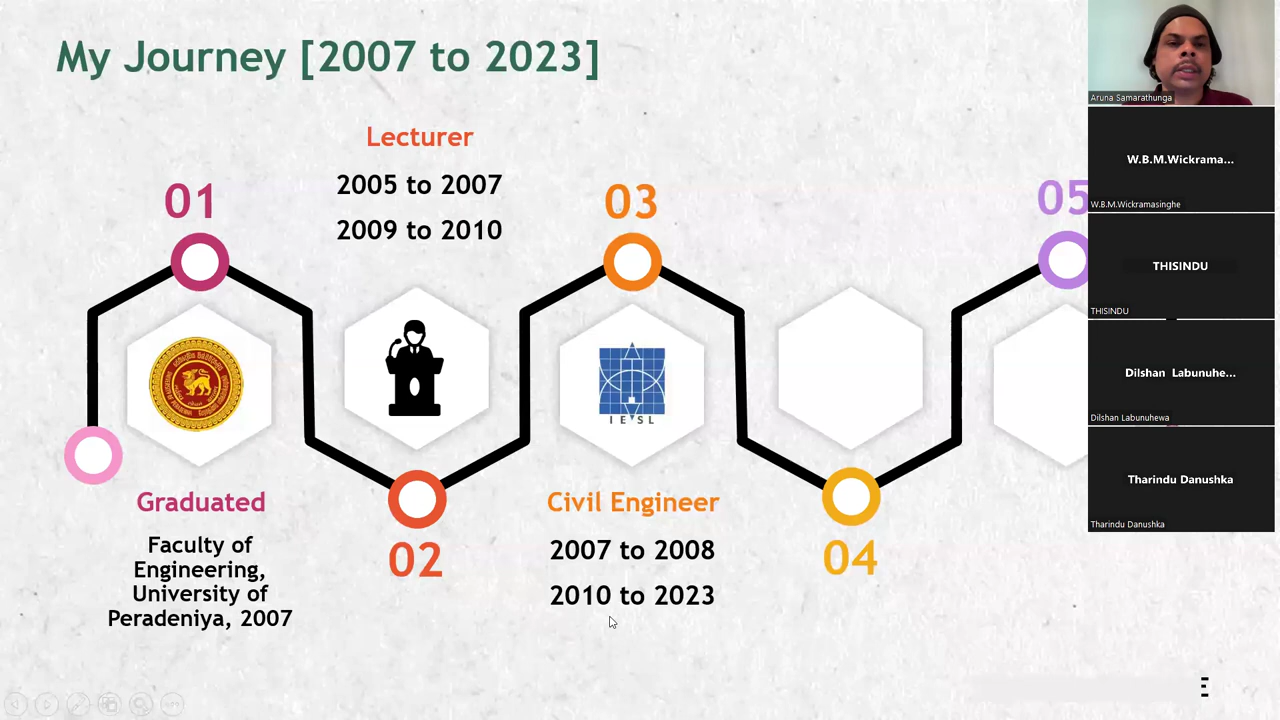 My Journey [2007 to 2023]
01
Graduated
Faculty of
Engineering,
University of
Peradeniya, 2007
Lecturer
2005 to 2007
2009 to 2010
02
03
IESL
Civil Engineer
2007 to 2008
2010 to 2023
04
05
E
Aruna Samarathunga
W.B.M.Wickrama...
W.B.M.Wickramasinghe
THISINDU
THISINDU
Dilshan Labunuhe...
Dilshan Labunuhewa
Tharindu Danushka
Tharindu Danushka